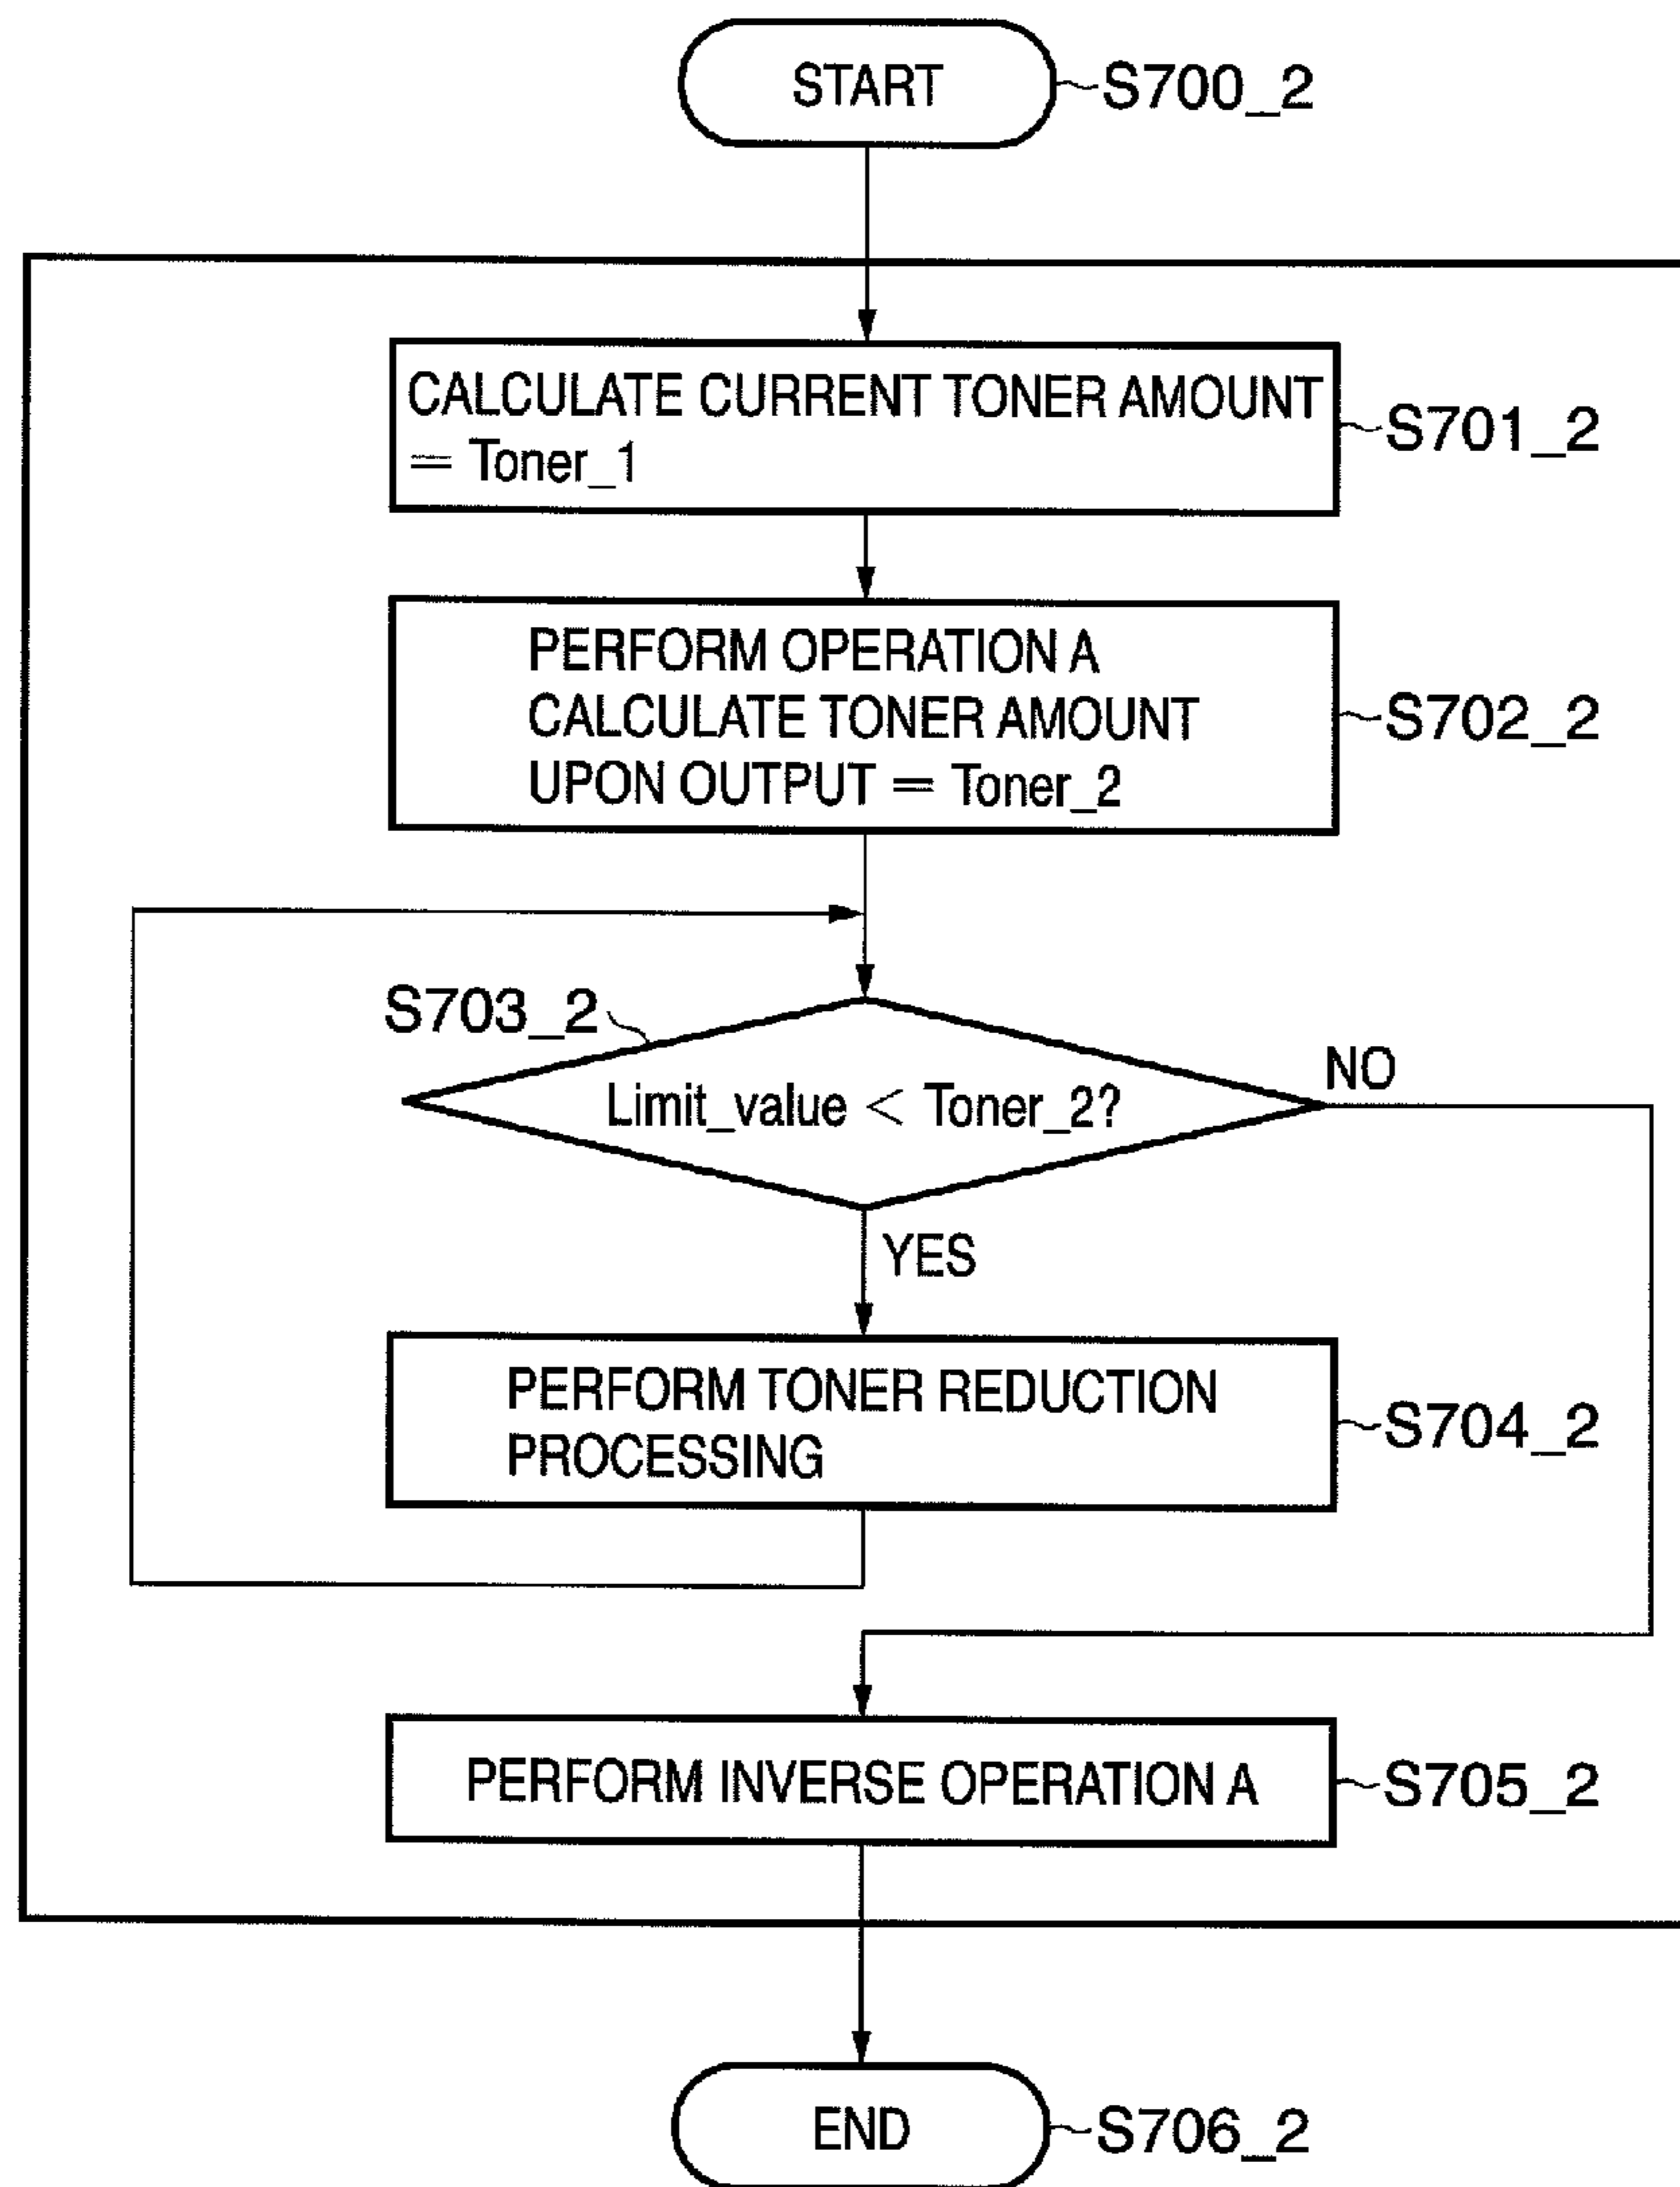 START
S700_2
CALCULATE CURRENT TONER AMOUNT
= Toner_1
S701_2
PERFORM OPERATION A
CALCULATE TONER AMOUNT
UPON OUTPUT = Toner_2
S702_2
S703_2
Limit_value < Toner_2?
NO
YES
PERFORM TONER REDUCTION
PROCESSING
S704_2
PERFORM INVERSE OPERATION A
S705_2
END
S706_2